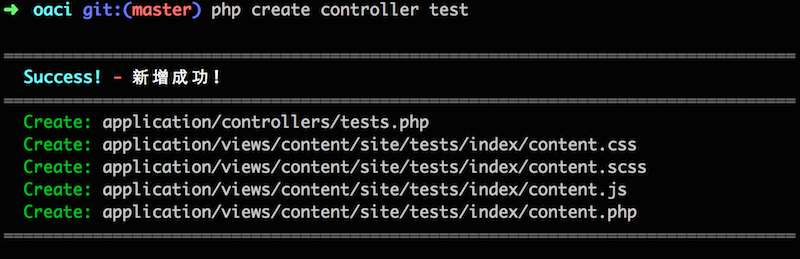 ➜ oaci git:(master) php create controller test
Success! - 新增成功!
Create: application/controllers/tests.php
Create: application/views/content/site/tests/index/content.css
Create: application/views/content/site/tests/index/content.scss
Create: application/views/content/site/tests/index/content.js
Create: application/views/content/site/tests/index/content.php